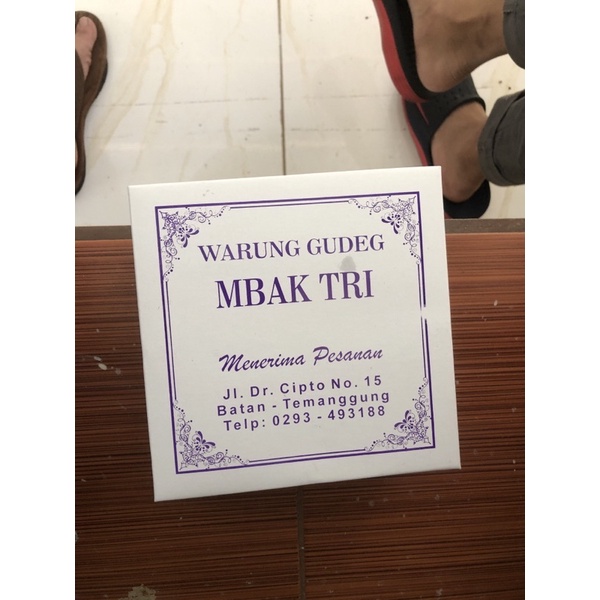 WARUNG GUDEG
MBAK TRI
Menerima Pesanan
Jl. Dr. Cipto No. 15
Batan - Temanggung
Telp: 0293 - 493188